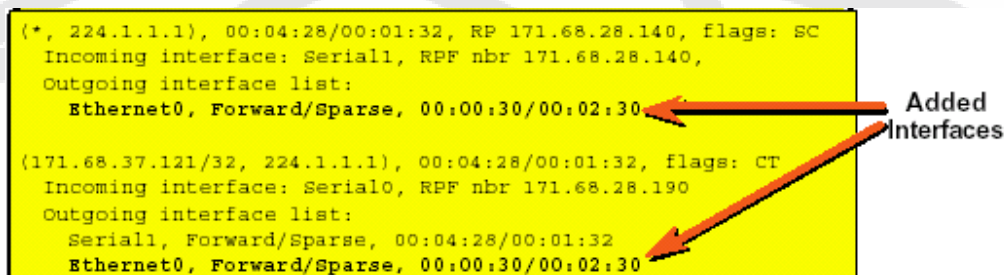 (*, 224.1.1.1), 00:04:28/00:01:32, RP 171.68.28.140, flags: SC
Incoming interface: Serial1, RPF nbr 171.68.28.140,
Outgoing interface list:
Ethernet0, Forward/Sparse, 00:00:30/00:02:30
Added
Interfaces
(171.68.37.121/32, 224.1.1.1), 00:04:28/00:01:32, flags: CT
Incoming interface: Serial0, RPF nbr 171.68.28.190
Outgoing interface list:
Serial1, Forward/Sparse, 00:04:28/00:01:32
Ethernet0, Forward/Sparse, 00:00:30/00:02:30